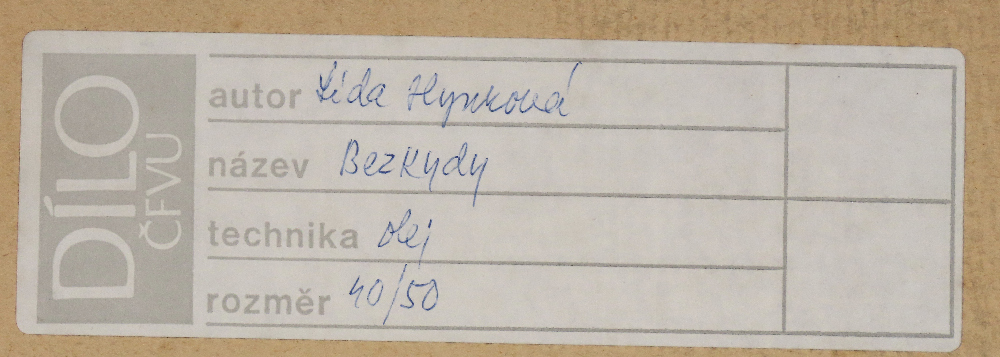 DÍLO
ČFVU
autor Lída Hynková
název Bezkydy
technika olej
rozměr 40/50